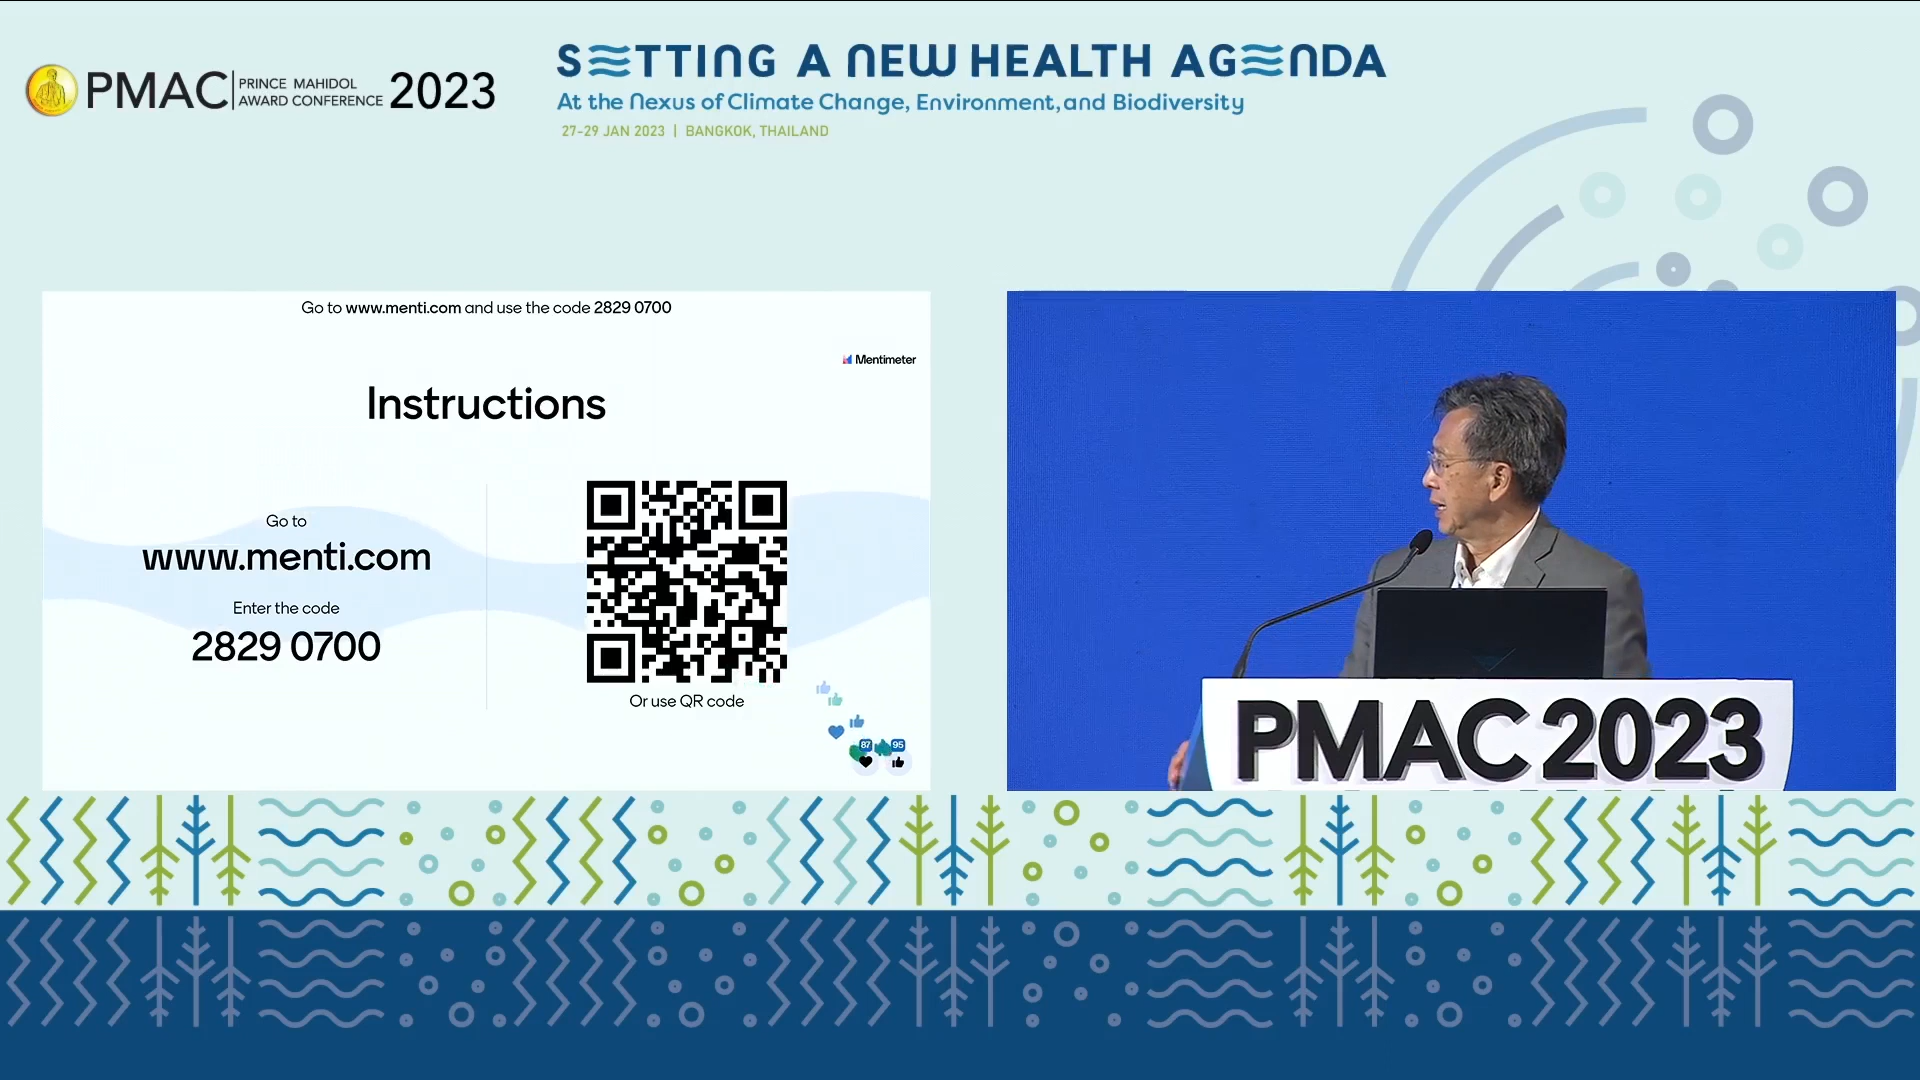 PMAC
PRINCE MAHIDOL
AWARD CONFERENCE
2023
SETTING A NEW HEALTH AGENDA
At the Nexus of Climate Change, Environment, and Biodiversity
27-29 JAN 2023 | BANGKOK, THAILAND
Go to www.menti.com and use the code 2829 0700
Mentimeter
Instructions
Go to
www.menti.com
Enter the code
2829 0700
Or use QR code
87
95
PMAC 2023